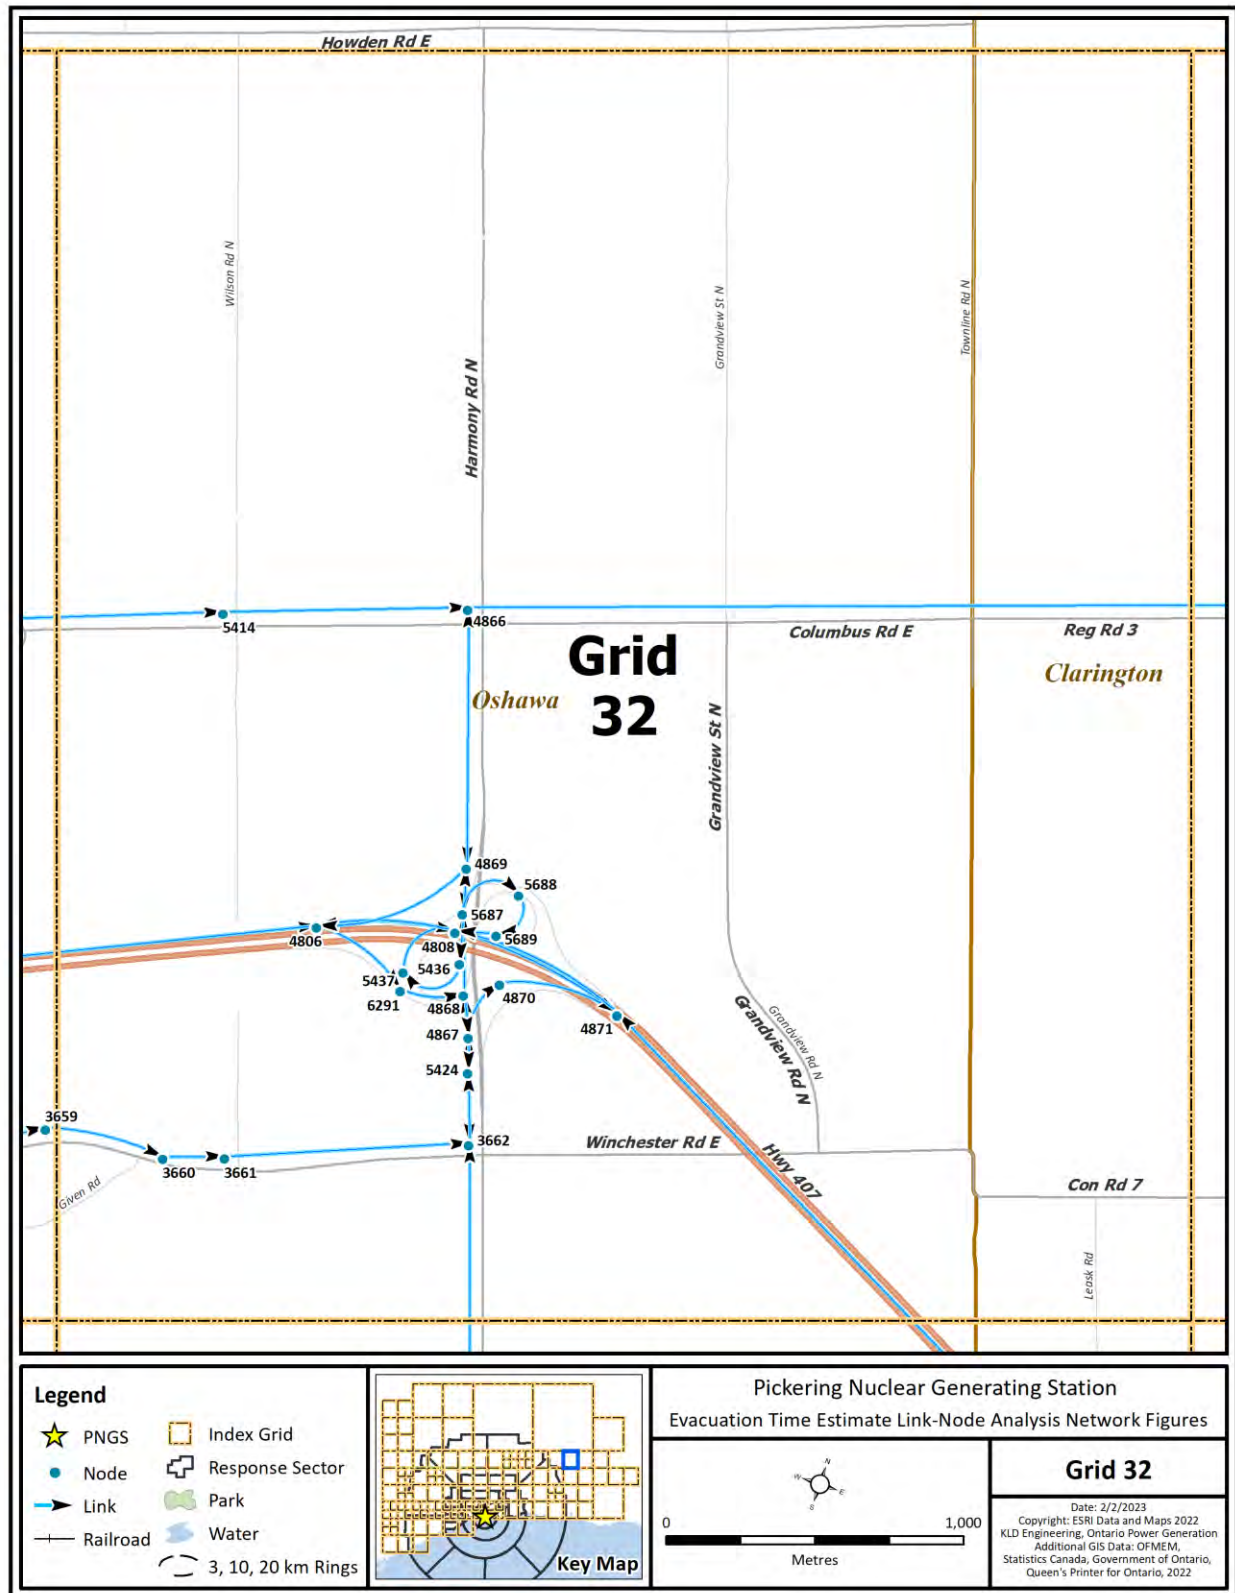 Howden Rd E
Wilson Rd N
Grandview St N
Townline Rd N
Harmony Rd N
5414
4866
Columbus Rd E
Reg Rd 3
Grid
32
Clarington
Oshawa
Grandview St N
4869
5688
5687
4806
4808
5689
5437
5436
6291
4868
4870
4867
4871
Grandview Rd N
Grandview Rd N
5424
3659
3662
Winchester Rd E
3660
3661
Hwy 407
Given Rd
Con Rd 7
Leask Rd
Legend
PNGS
Node
Link
Railroad
Index Grid
Response Sector
Park
Water
3, 10, 20 km Rings
Key Map
Pickering Nuclear Generating Station
Evacuation Time Estimate Link-Node Analysis Network Figures
N
W
E
S
0
1,000
Metres
Grid 32
Date: 2/2/2023
Copyright: ESRI Data and Maps 2022
KLD Engineering, Ontario Power Generation
Additional GIS Data: OFMEM,
Statistics Canada, Government of Ontario,
Queen's Printer for Ontario, 2022